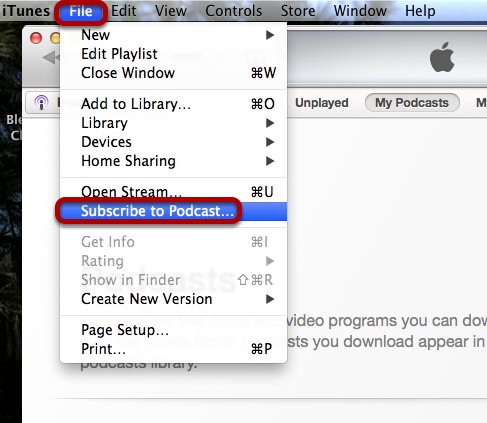 iTunes File Edit View Controls Store Window Help
New
Edit Playlist
Close Window ⌘W
Unplayed My Podcasts M
Add to Library... ⌘O
Library
Devices
Home Sharing
Open Stream... ⌘U
Subscribe to Podcast...
Get Info ⌘I
Rating
Show in Finder ⇧⌘R
Create New Version
Podcasts
video programs you can dow
Page Setup...
sts you download appear in
Print... ⌘P
podcasts library.